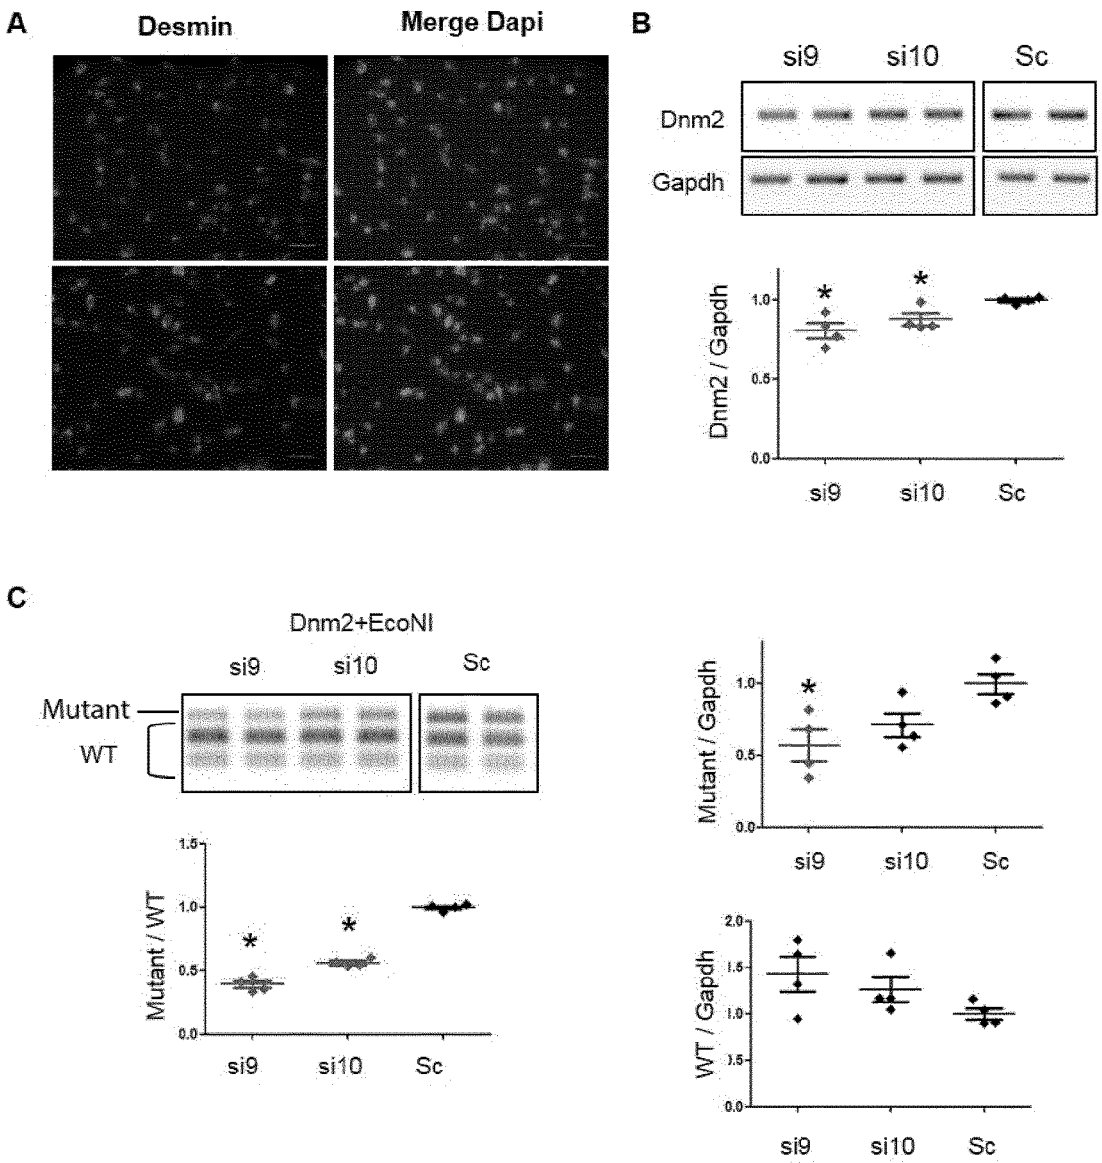 A
Desmin
Merge Dapi
B
si9 si10 Sc
Dnm2
Gapdh
*
*
1.0
0.5
0.0
Dnm2 / Gapdh
si9 si10 Sc
C
Dnm2+EcoNI
si9 si10 Sc
Mutant
WT
1.5
1.0
0.5
0.0
Mutant / WT
*
*
si9 si10 Sc
1.0
0.5
0.0
Mutant / Gapdh
*
si9 si10 Sc
2.0
1.5
1.0
0.5
0.0
WT / Gapdh
si9 si10 Sc